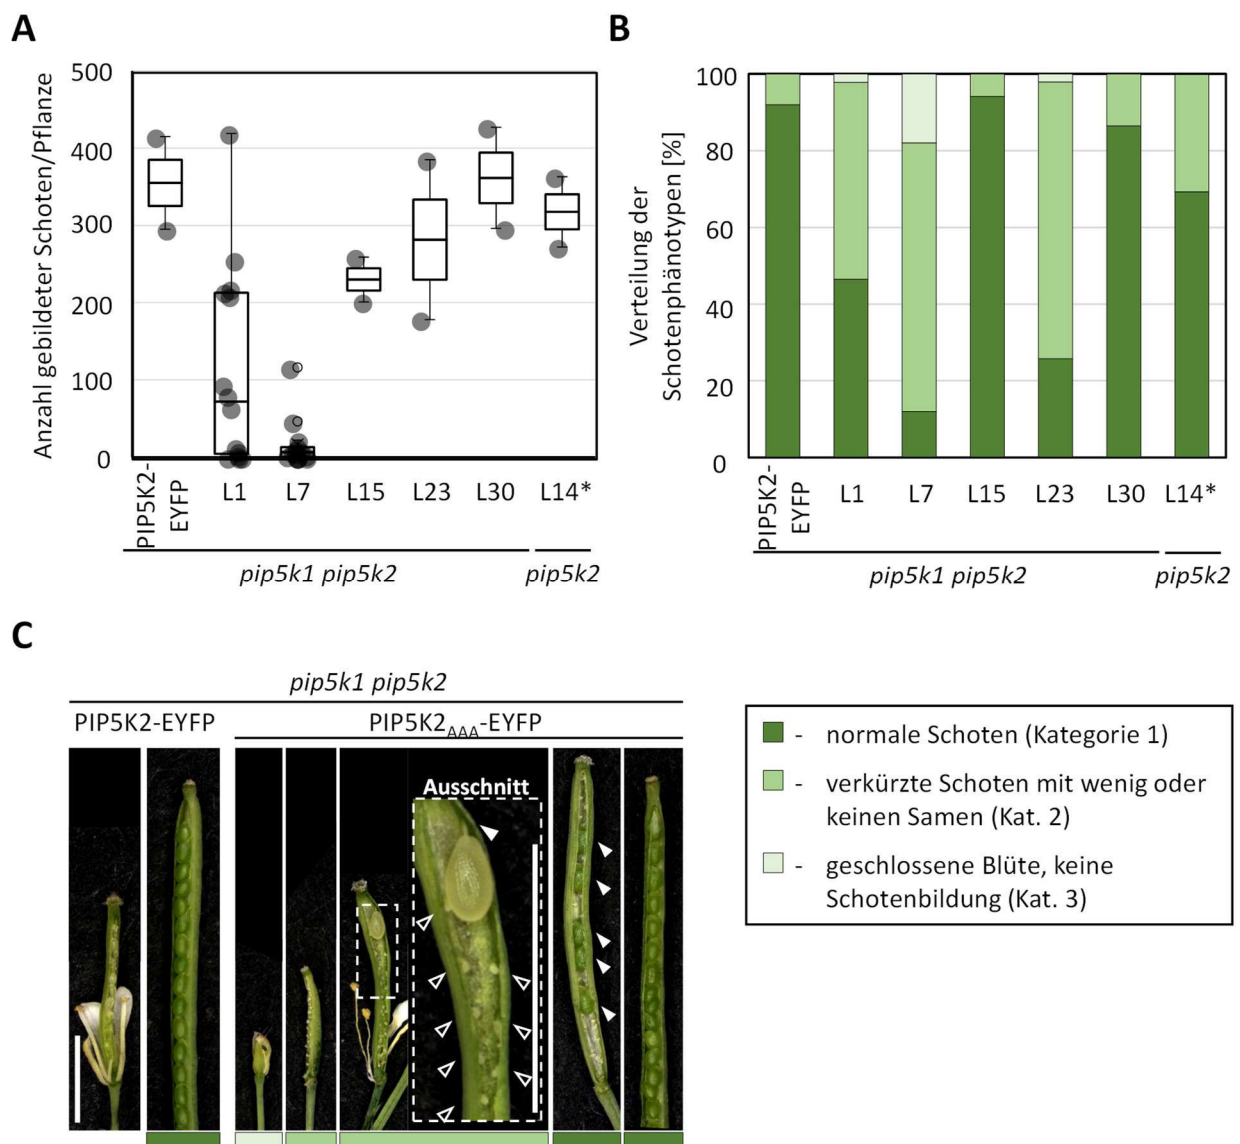 A
Anzahl gebildeter Schoten/Pflanze
500
400
300
200
100
0
PIP5K2-
EYFP
L1
L7
L15
L23
L30
L14*
pip5k1 pip5k2
pip5k2
B
Verteilung der
Schotenphänotypen [%]
100
80
60
40
20
0
PIP5K2-
EYFP
L1
L7
L15
L23
L30
L14*
pip5k1 pip5k2
pip5k2
C
pip5k1 pip5k2
PIP5K2-EYFP
PIP5K2AAA-EYFP
Ausschnitt
- normale Schoten (Kategorie 1)
- verkürzte Schoten mit wenig oder
keinen Samen (Kat. 2)
- geschlossene Blüte, keine
Schotenbildung (Kat. 3)